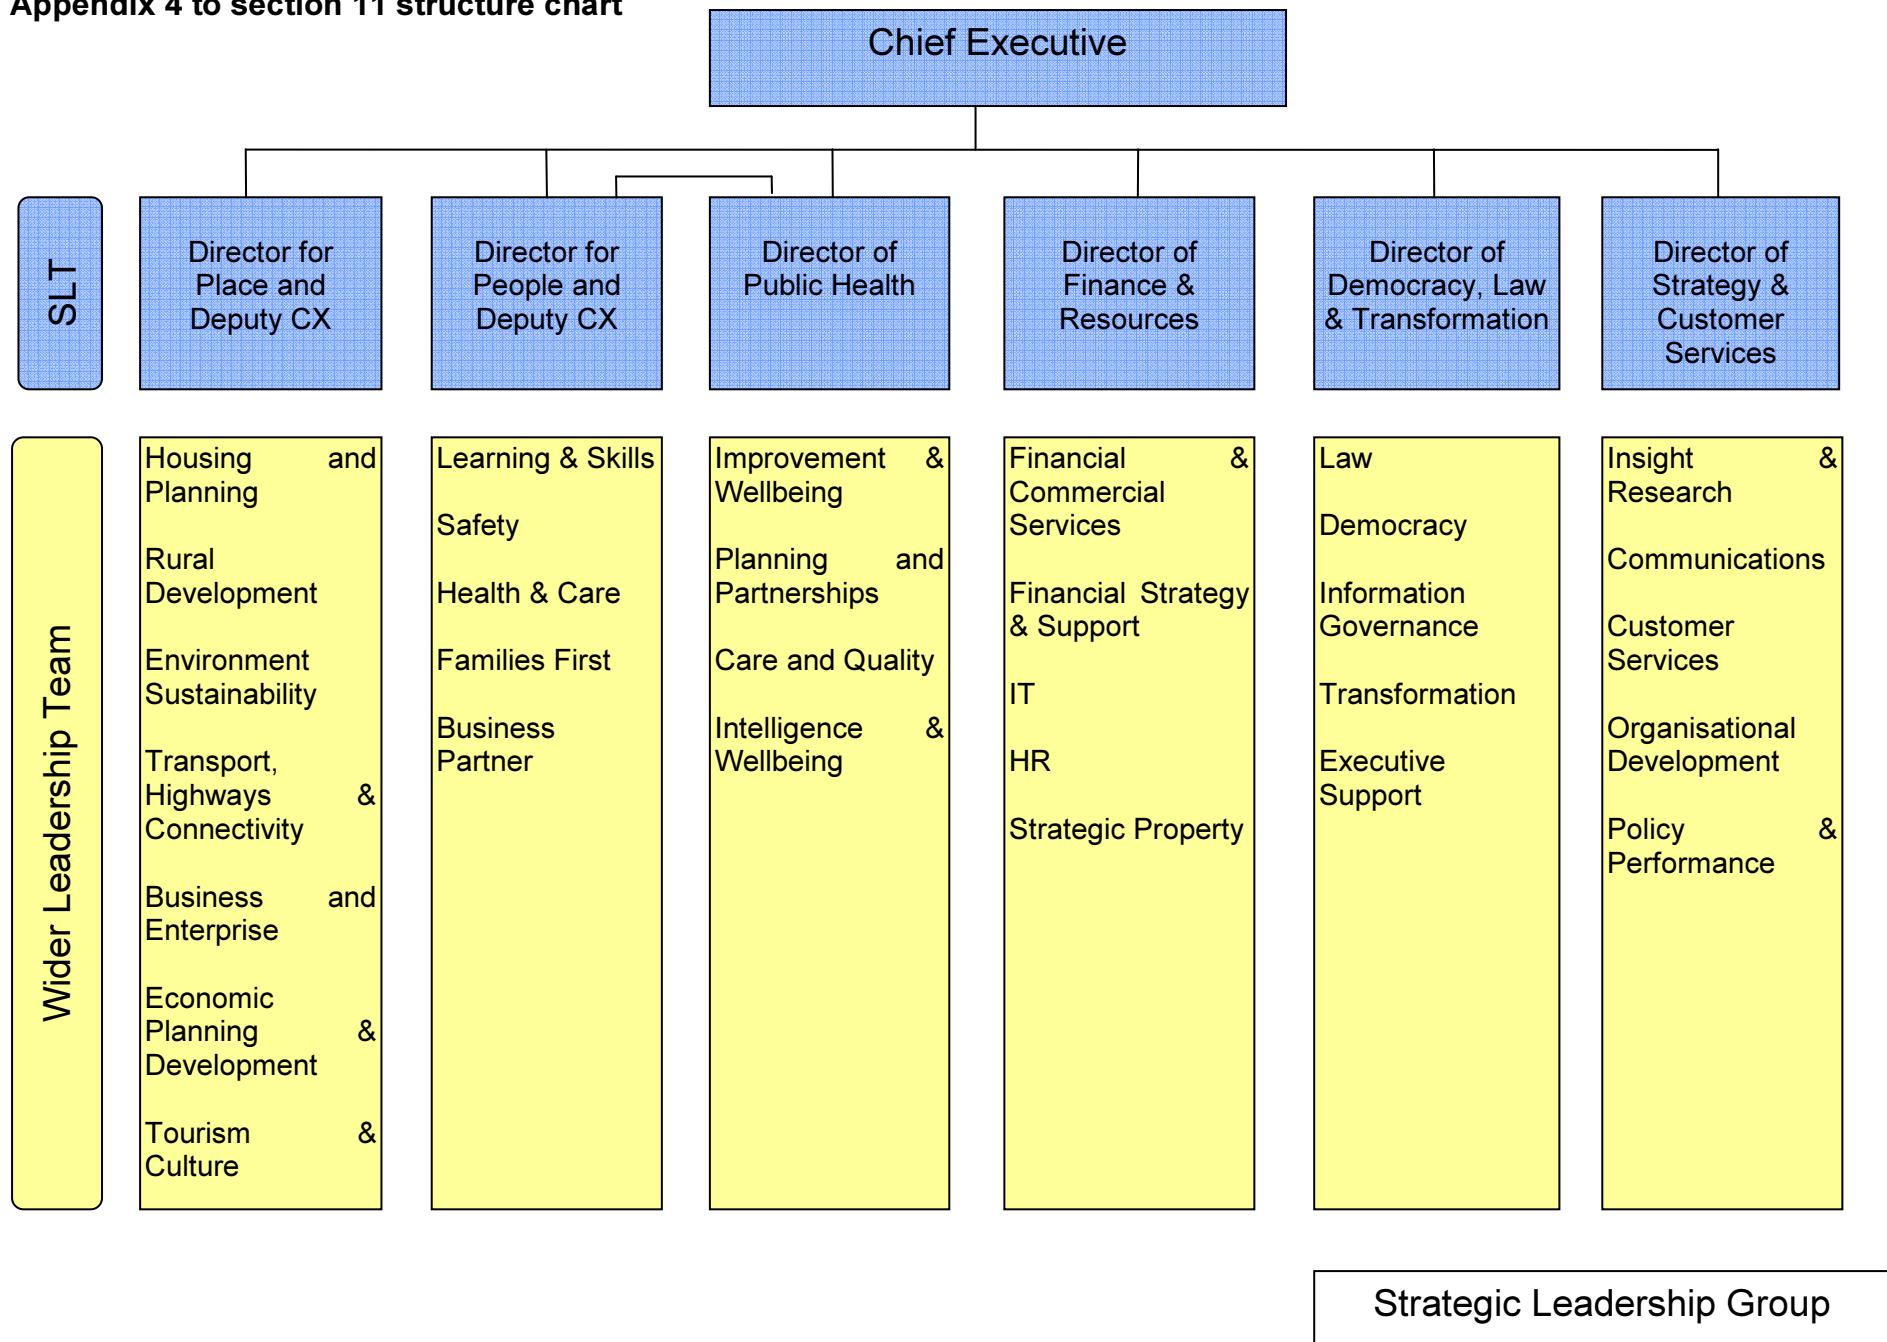 Appendix 4 to section 11 structure chart
Chief Executive
SLT
Director for
Place and
Deputy CX
Director for
People and
Deputy CX
Director of
Public Health
Director of
Finance &
Resources
Director of
Democracy, Law
& Transformation
Director of
Strategy &
Customer
Services
Wider Leadership Team
Housing and
Planning
Rural
Development
Environment
Sustainability
Transport,
Highways &
Connectivity
Business and
Enterprise
Economic
Planning &
Development
Tourism &
Culture
Learning & Skills
Safety
Health & Care
Families First
Business
Partner
Improvement &
Wellbeing
Planning and
Partnerships
Care and Quality
Intelligence &
Wellbeing
Financial &
Commercial
Services
Financial Strategy
& Support
IT
HR
Strategic Property
Law
Democracy
Information
Governance
Transformation
Executive
Support
Insight &
Research
Communications
Customer
Services
Organisational
Development
Policy &
Performance
Strategic Leadership Group